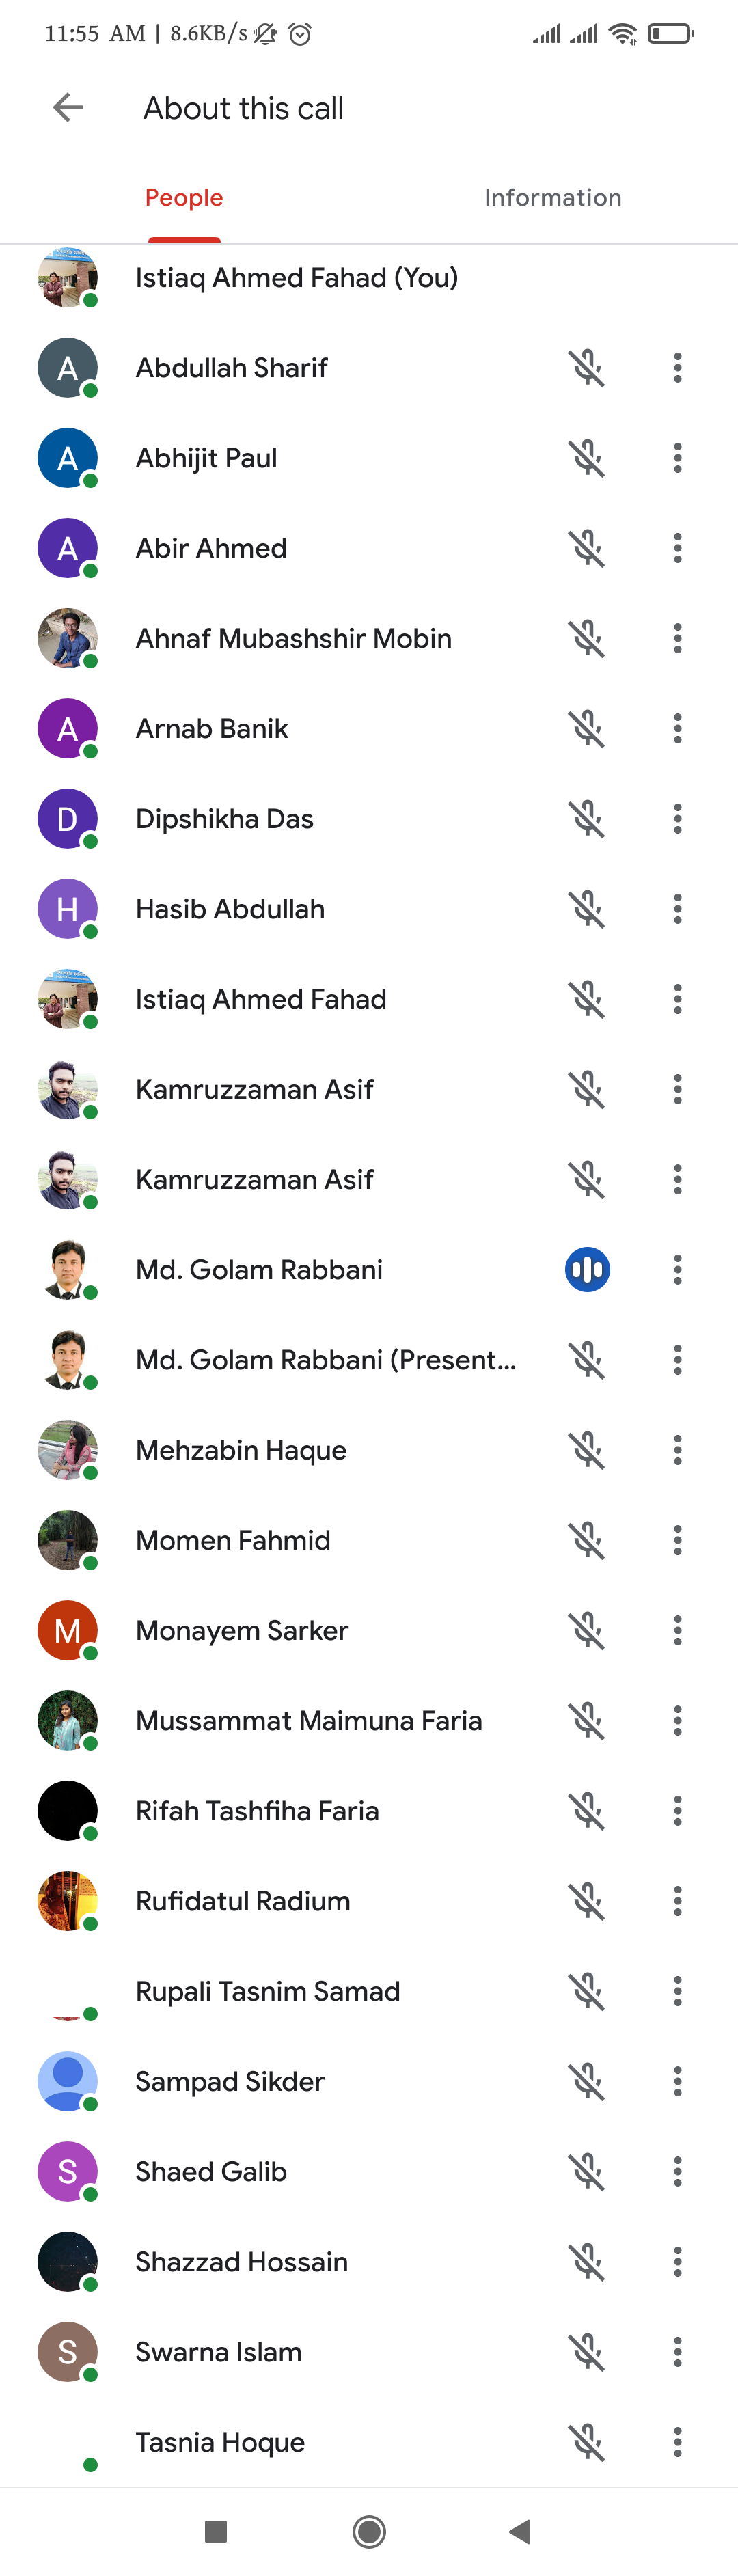 11:55 AM | 8.6KB/s
About this call
People
Information
Istiaq Ahmed Fahad (You)
A
Abdullah Sharif
A
Abhijit Paul
A
Abir Ahmed
Ahnaf Mubashshir Mobin
A
Arnab Banik
D
Dipshikha Das
H
Hasib Abdullah
Istiaq Ahmed Fahad
Kamruzzaman Asif
Kamruzzaman Asif
Md. Golam Rabbani
Md. Golam Rabbani (Present...
Mehzabin Haque
Momen Fahmid
M
Monayem Sarker
Mussammat Maimuna Faria
Rifah Tashfiha Faria
Rufidatul Radium
Rupali Tasnim Samad
Sampad Sikder
S
Shaed Galib
Shazzad Hossain
S
Swarna Islam
Tasnia Hoque